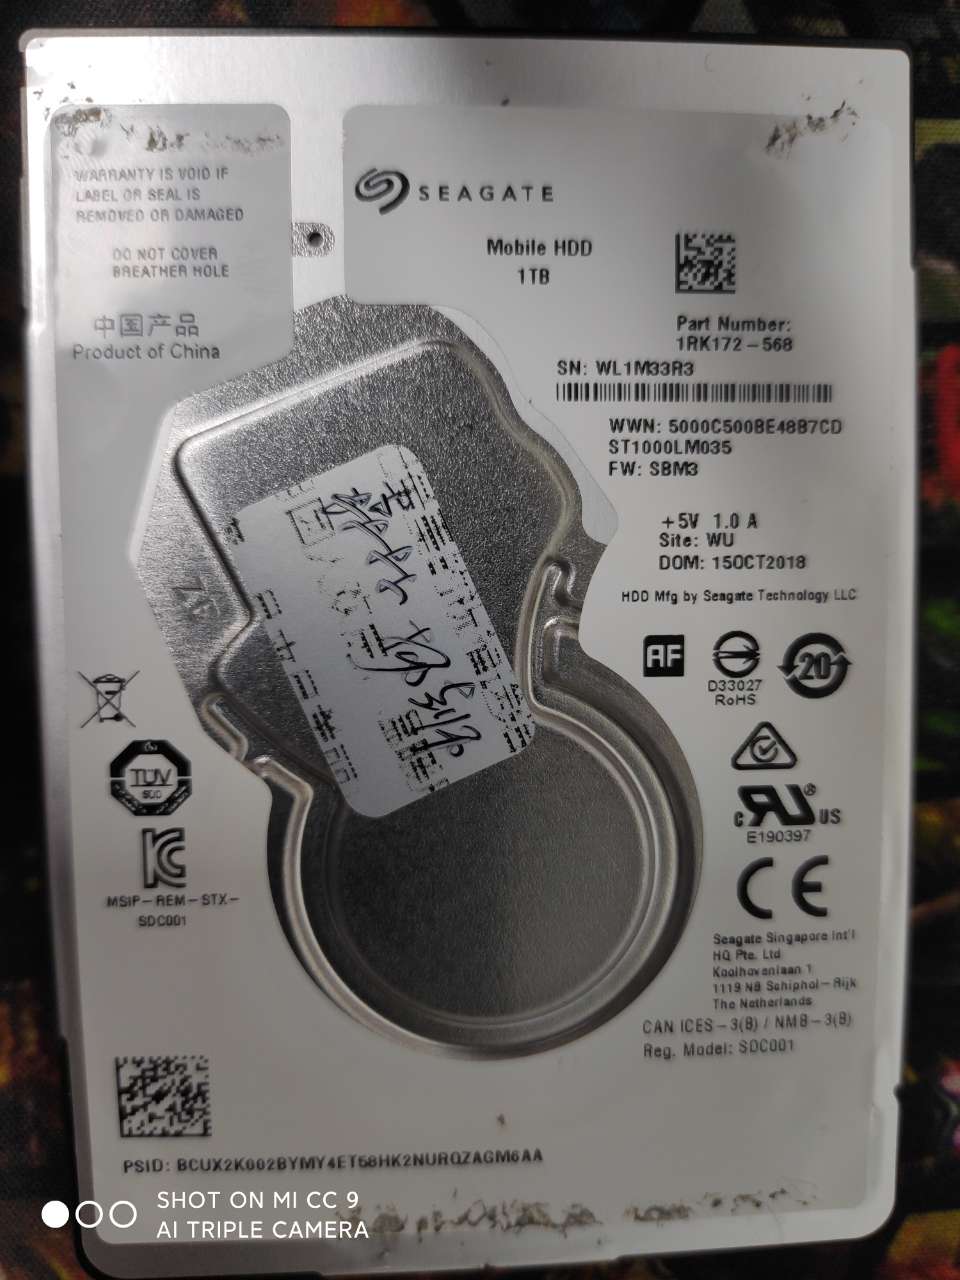 WARRANTY IS VOID IF
LABEL OR SEAL IS
REMOVED OR DAMAGED
DO NOT COVER
BREATHER HOLE
中国产品
Product of China
SEAGATE
Mobile HDD
1TB
Part Number:
1RK172-568
SN: WL1M33R3
WWN: 5000C500BE48B7CD
ST1000LM035
FW: SBM3
+5V 1.0 A
Site: WU
DOM: 15OCT2018
HDD Mfg by Seagate Technology LLC
AF
20
D33027
RoHS
TÜV
SÜD
C US
E190397
CE
MSIP-REM-STX-
SDC001
Seagate Singapore Int'l
HQ Pte. Ltd
Koolhovenlaan 1
1119 NB Schiphol-Rijk
The Netherlands
CAN ICES-3(B) / NMB-3(B)
Reg. Model: SDC001
PSID: BCUX2K002BYMY4ET58HK2NURQZAGM6AA
SHOT ON MI CC 9
AI TRIPLE CAMERA